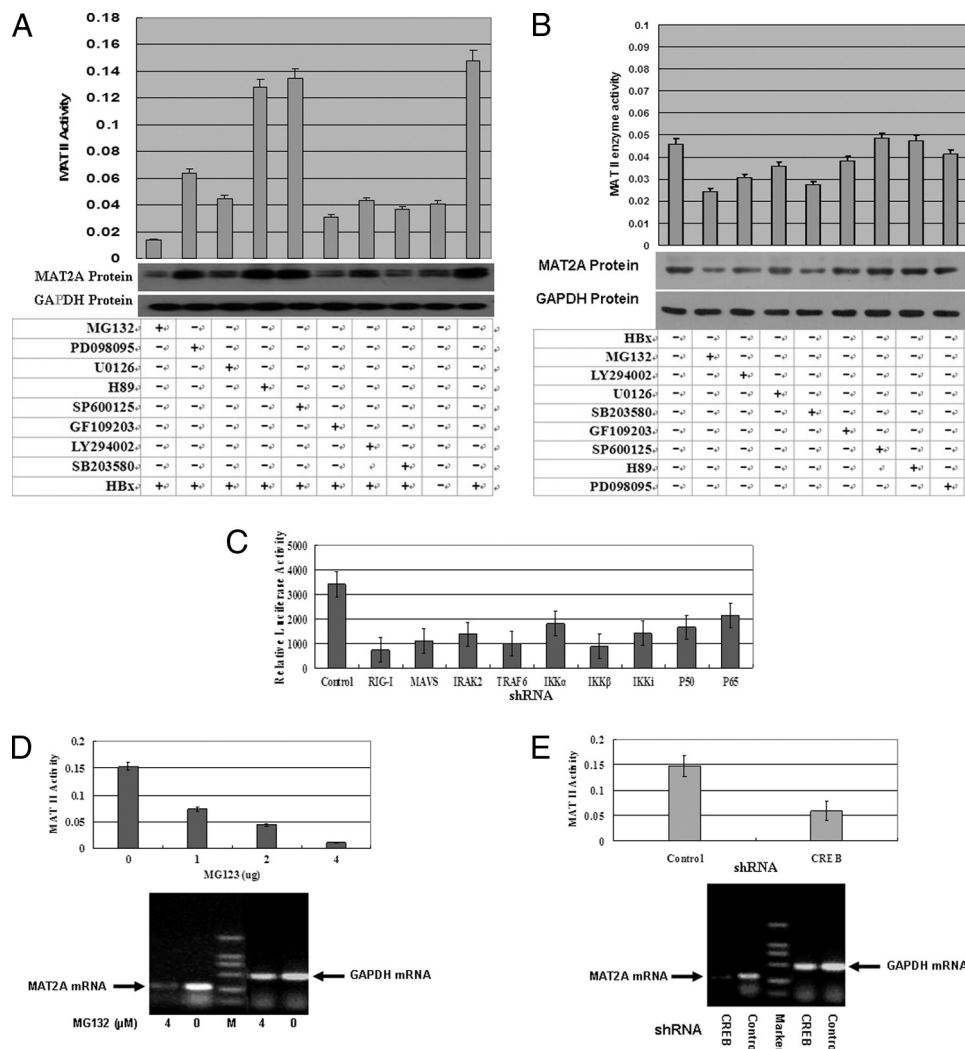 A
MAT II Activity
0.18
0.16
0.14
0.12
0.1
0.08
0.06
0.04
0.02
0
MAT2A Protein
GAPDH Protein
MG132 + - - - - - - - - -
PD098095 - + - - - - - - - -
U0126 - - + - - - - - - -
H89 - - - + - - - - - -
SP600125 - - - - + - - - - -
GF109203 - - - - - + - - - -
LY294002 - - - - - - + - - -
SB203580 - - - - - - + - -
HBx + + + + + + + + - +
B
MAT II enzyme activity
0.1
0.09
0.08
0.07
0.06
0.05
0.04
0.03
0.02
0.01
0
MAT2A Protein
GAPDH Protein
HBx - - - - - - - - -
MG132 - + - - - - - - -
LY294002 - - + - - - - - -
U0126 - - - + - - - - -
SB203580 - - - - + - - - -
GF109203 - - - - - + - - -
SP600125 - - - - - - + - -
H89 - - - - - - + -
PD098095 - - - - - - - - +
C
Relative Luciferase Activity
5000
4000
3000
2000
1000
0
Control RIG-I MAVS IRAK2 TRAF6 IKKα IKKβ IKKi P50 P65
shRNA
D
MAT II Activity
0.2
0.15
0.1
0.05
0
0 1 2 4
MG123 (ug)
MAT2A mRNA
GAPDH mRNA
MG132 (μM) 4 0 M 4 0
E
MAT II Activity
0.2
0.15
0.1
0.05
0
Control CREB
shRNA
MAT2A mRNA
GAPDH mRNA
shRNA CREB Control Marker CREB Control